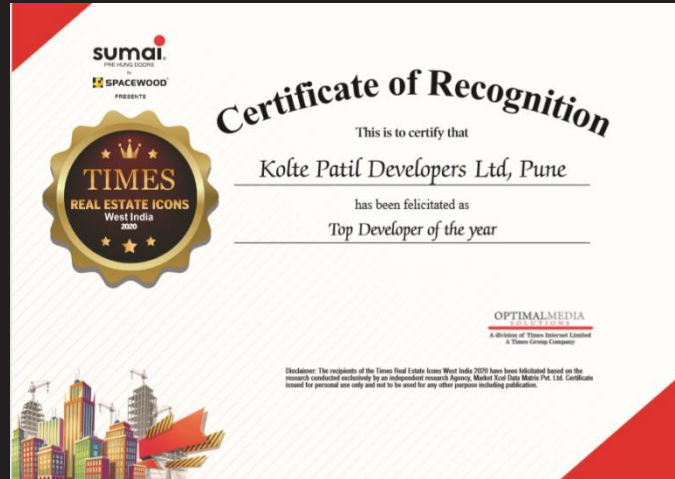 sumai.
PRE HUNG DOORS
by
SPACEWOOD
PRESENTS
TIMES
REAL ESTATE ICONS
West India
2020
Certificate of Recognition
This is to certify that
Kolte Patil Developers Ltd, Pune
has been felicitated as
Top Developer of the year
OPTIMALMEDIA
SOLUTIONS
A division of Times Internet Limited
A Times Group Company
Disclaimer: The recipients of the Times Real Estate Icons West India 2020 have been felicitated based on the
research conducted exclusively by an independent research Agency, Market Xcel Data Matrix Pvt. Ltd. Certificate
issued for personal use only and not to be used for any other purpose including publication.